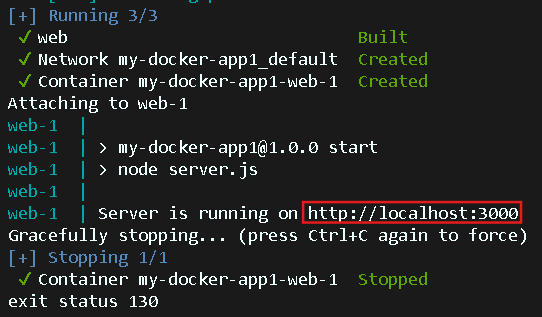 [+] Running 3/3
✓ web Built
✓ Network my-docker-app1_default Created
✓ Container my-docker-app1-web-1 Created
Attaching to web-1
web-1 |
web-1 | > my-docker-app1@1.0.0 start
web-1 | > node server.js
web-1 |
web-1 | Server is running on http://localhost:3000
Gracefully stopping... (press Ctrl+C again to force)
[+] Stopping 1/1
✓ Container my-docker-app1-web-1 Stopped
exit status 130